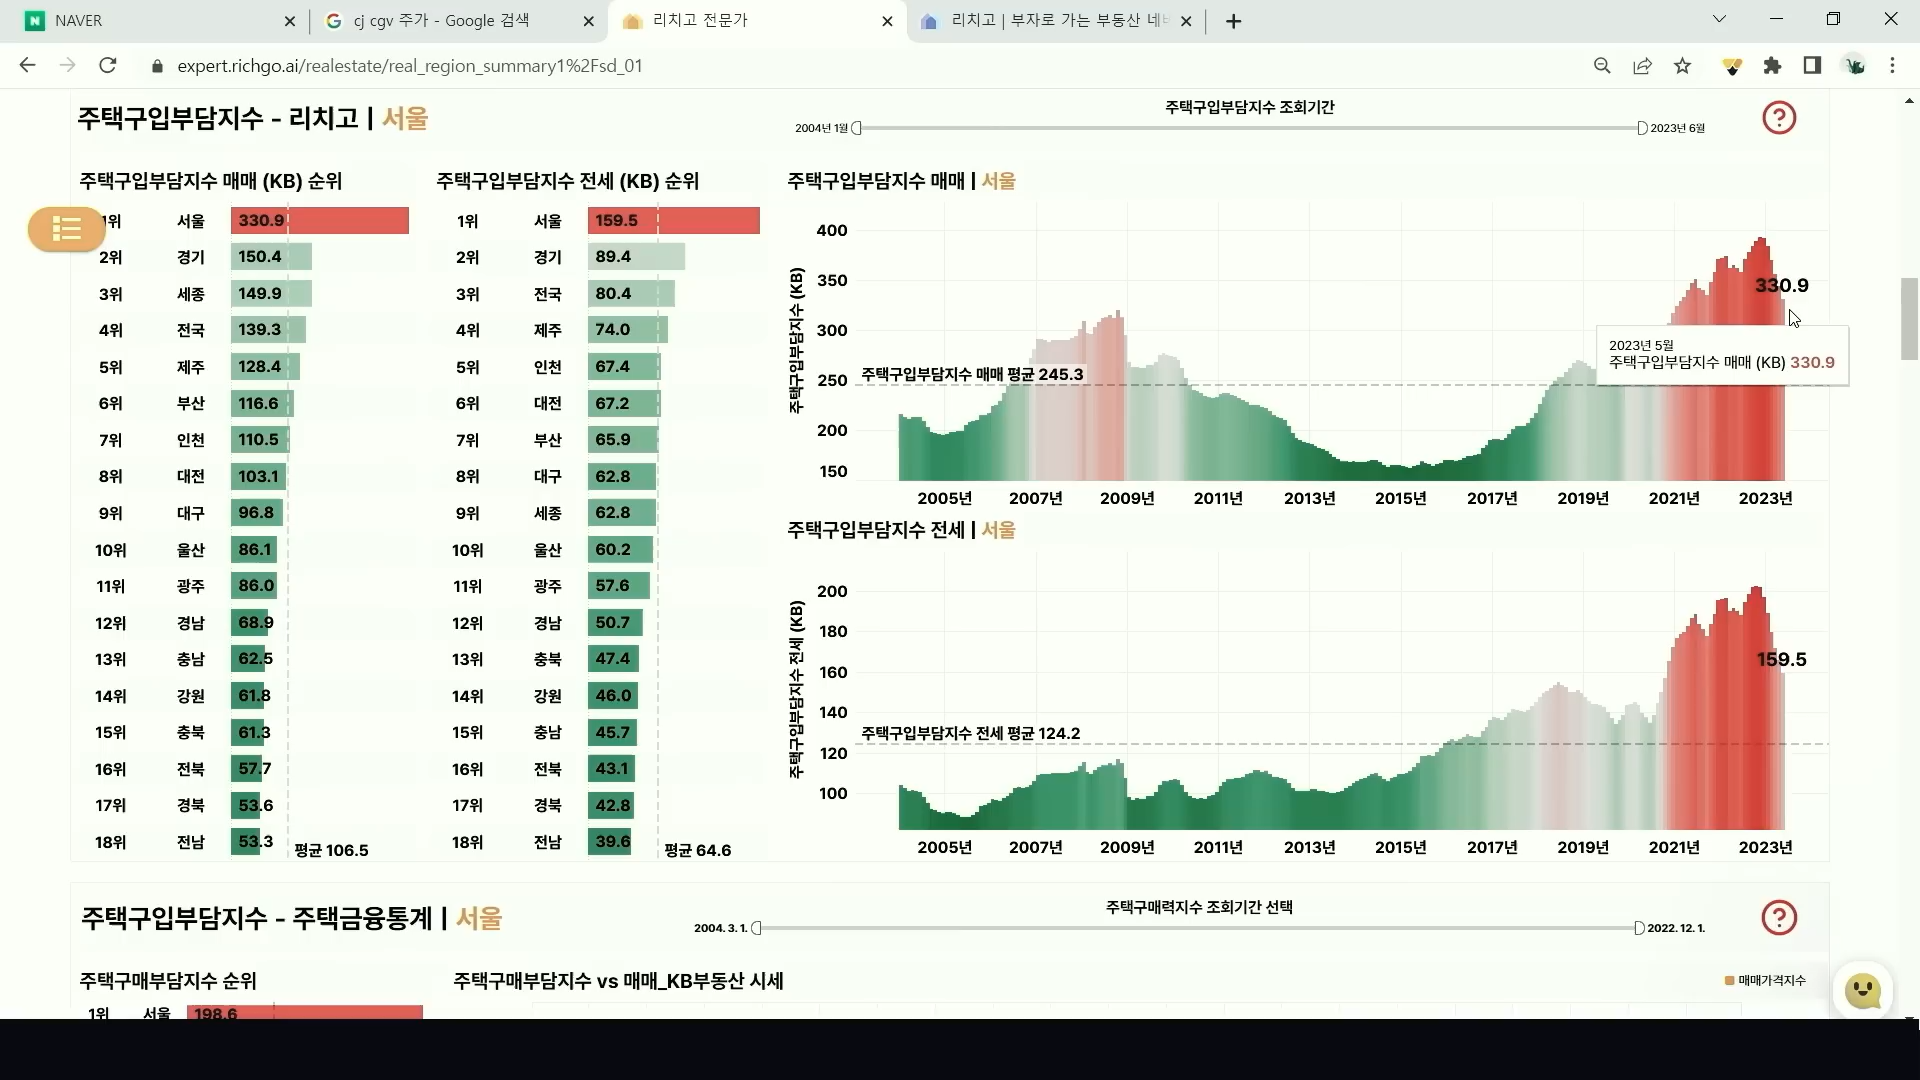 NAVER
cj cgv 주가 - Google 검색
리치고 전문가
리치고 | 부자로 가는 부동산 네비
expert.richgo.ai/realestate/real_region_summary1%2Fsd_01
주택구입부담지수 - 리치고 | 서울
주택구입부담지수 조회기간
2004년 1월
2023년 6월
주택구입부담지수 매매 (KB) 순위
1위 서울 330.9
2위 경기 150.4
3위 세종 149.9
4위 전국 139.3
5위 제주 128.4
6위 부산 116.6
7위 인천 110.5
8위 대전 103.1
9위 대구 96.8
10위 울산 86.1
11위 광주 86.0
12위 경남 68.9
13위 충남 62.5
14위 강원 61.8
15위 충북 61.3
16위 전북 57.7
17위 경북 53.6
18위 전남 53.3
평균 106.5
주택구입부담지수 전세 (KB) 순위
1위 서울 159.5
2위 경기 89.4
3위 전국 80.4
4위 제주 74.0
5위 인천 67.4
6위 대전 67.2
7위 부산 65.9
8위 대구 62.8
9위 세종 62.8
10위 울산 60.2
11위 광주 57.6
12위 경남 50.7
13위 충북 47.4
14위 강원 46.0
15위 충남 45.7
16위 전북 43.1
17위 경북 42.8
18위 전남 39.6
평균 64.6
주택구입부담지수 매매 | 서울
주택구입부담지수 (KB)
400
350
300
250
200
150
330.9
2023년 5월
주택구입부담지수 매매 (KB) 330.9
주택구입부담지수 매매 평균 245.3
2005년 2007년 2009년 2011년 2013년 2015년 2017년 2019년 2021년 2023년
주택구입부담지수 전세 | 서울
주택구입부담지수 전세 (KB)
200
180
160
140
120
100
159.5
주택구입부담지수 전세 평균 124.2
2005년 2007년 2009년 2011년 2013년 2015년 2017년 2019년 2021년 2023년
주택구입부담지수 - 주택금융통계 | 서울
주택구매력지수 조회기간 선택
2004. 3. 1.
2022. 12. 1.
주택구매부담지수 순위
주택구매부담지수 vs 매매_KB부동산 시세
매매가격지수
1위 서울 198.6